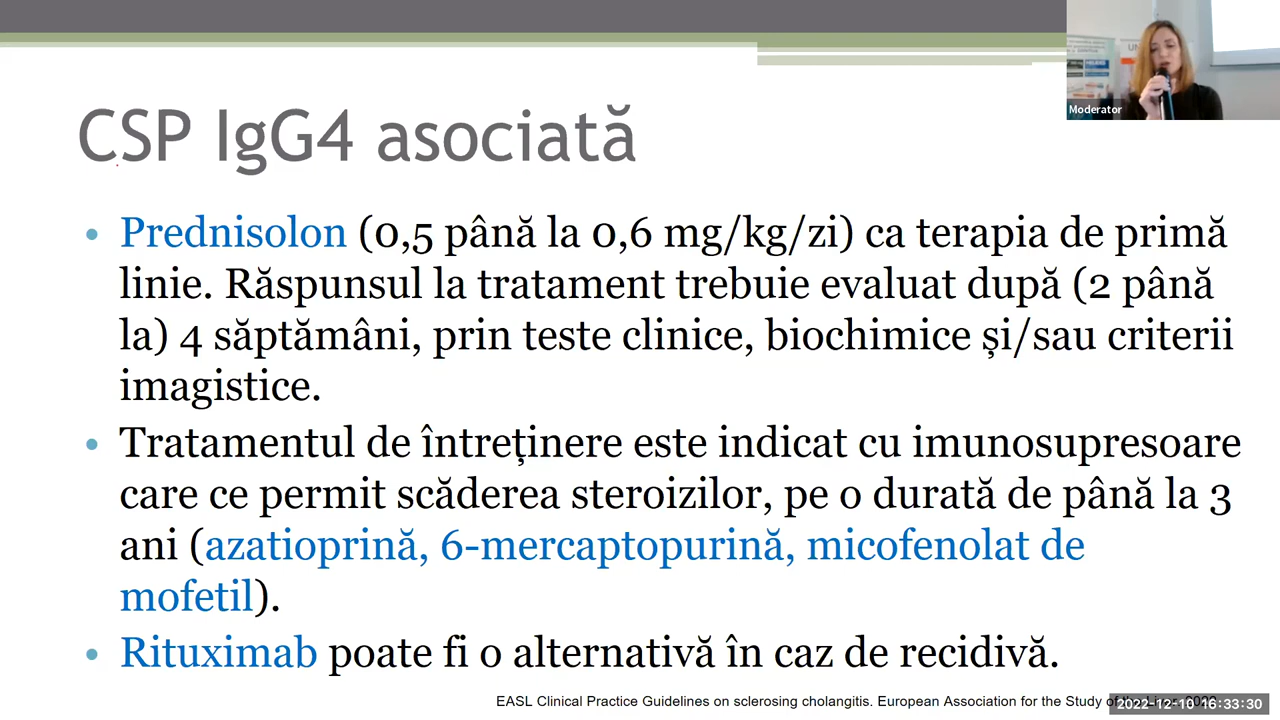 Moderator
CSP IgG4 asociată
• Prednisolon (0,5 până la 0,6 mg/kg/zi) ca terapia de primă
linie. Răspunsul la tratament trebuie evaluat după (2 până
la) 4 săptămâni, prin teste clinice, biochimice și/sau criterii
imagistice.
• Tratamentul de întreținere este indicat cu imunosupresoare
care ce permit scăderea steroizilor, pe o durată de până la 3
ani (azatioprină, 6-mercaptopurină, micofenolat de
mofetil).
• Rituximab poate fi o alternativă în caz de recidivă.
EASL Clinical Practice Guidelines on sclerosing cholangitis. European Association for the Study of the Liver. 2022
2022-12-10 16:33:30